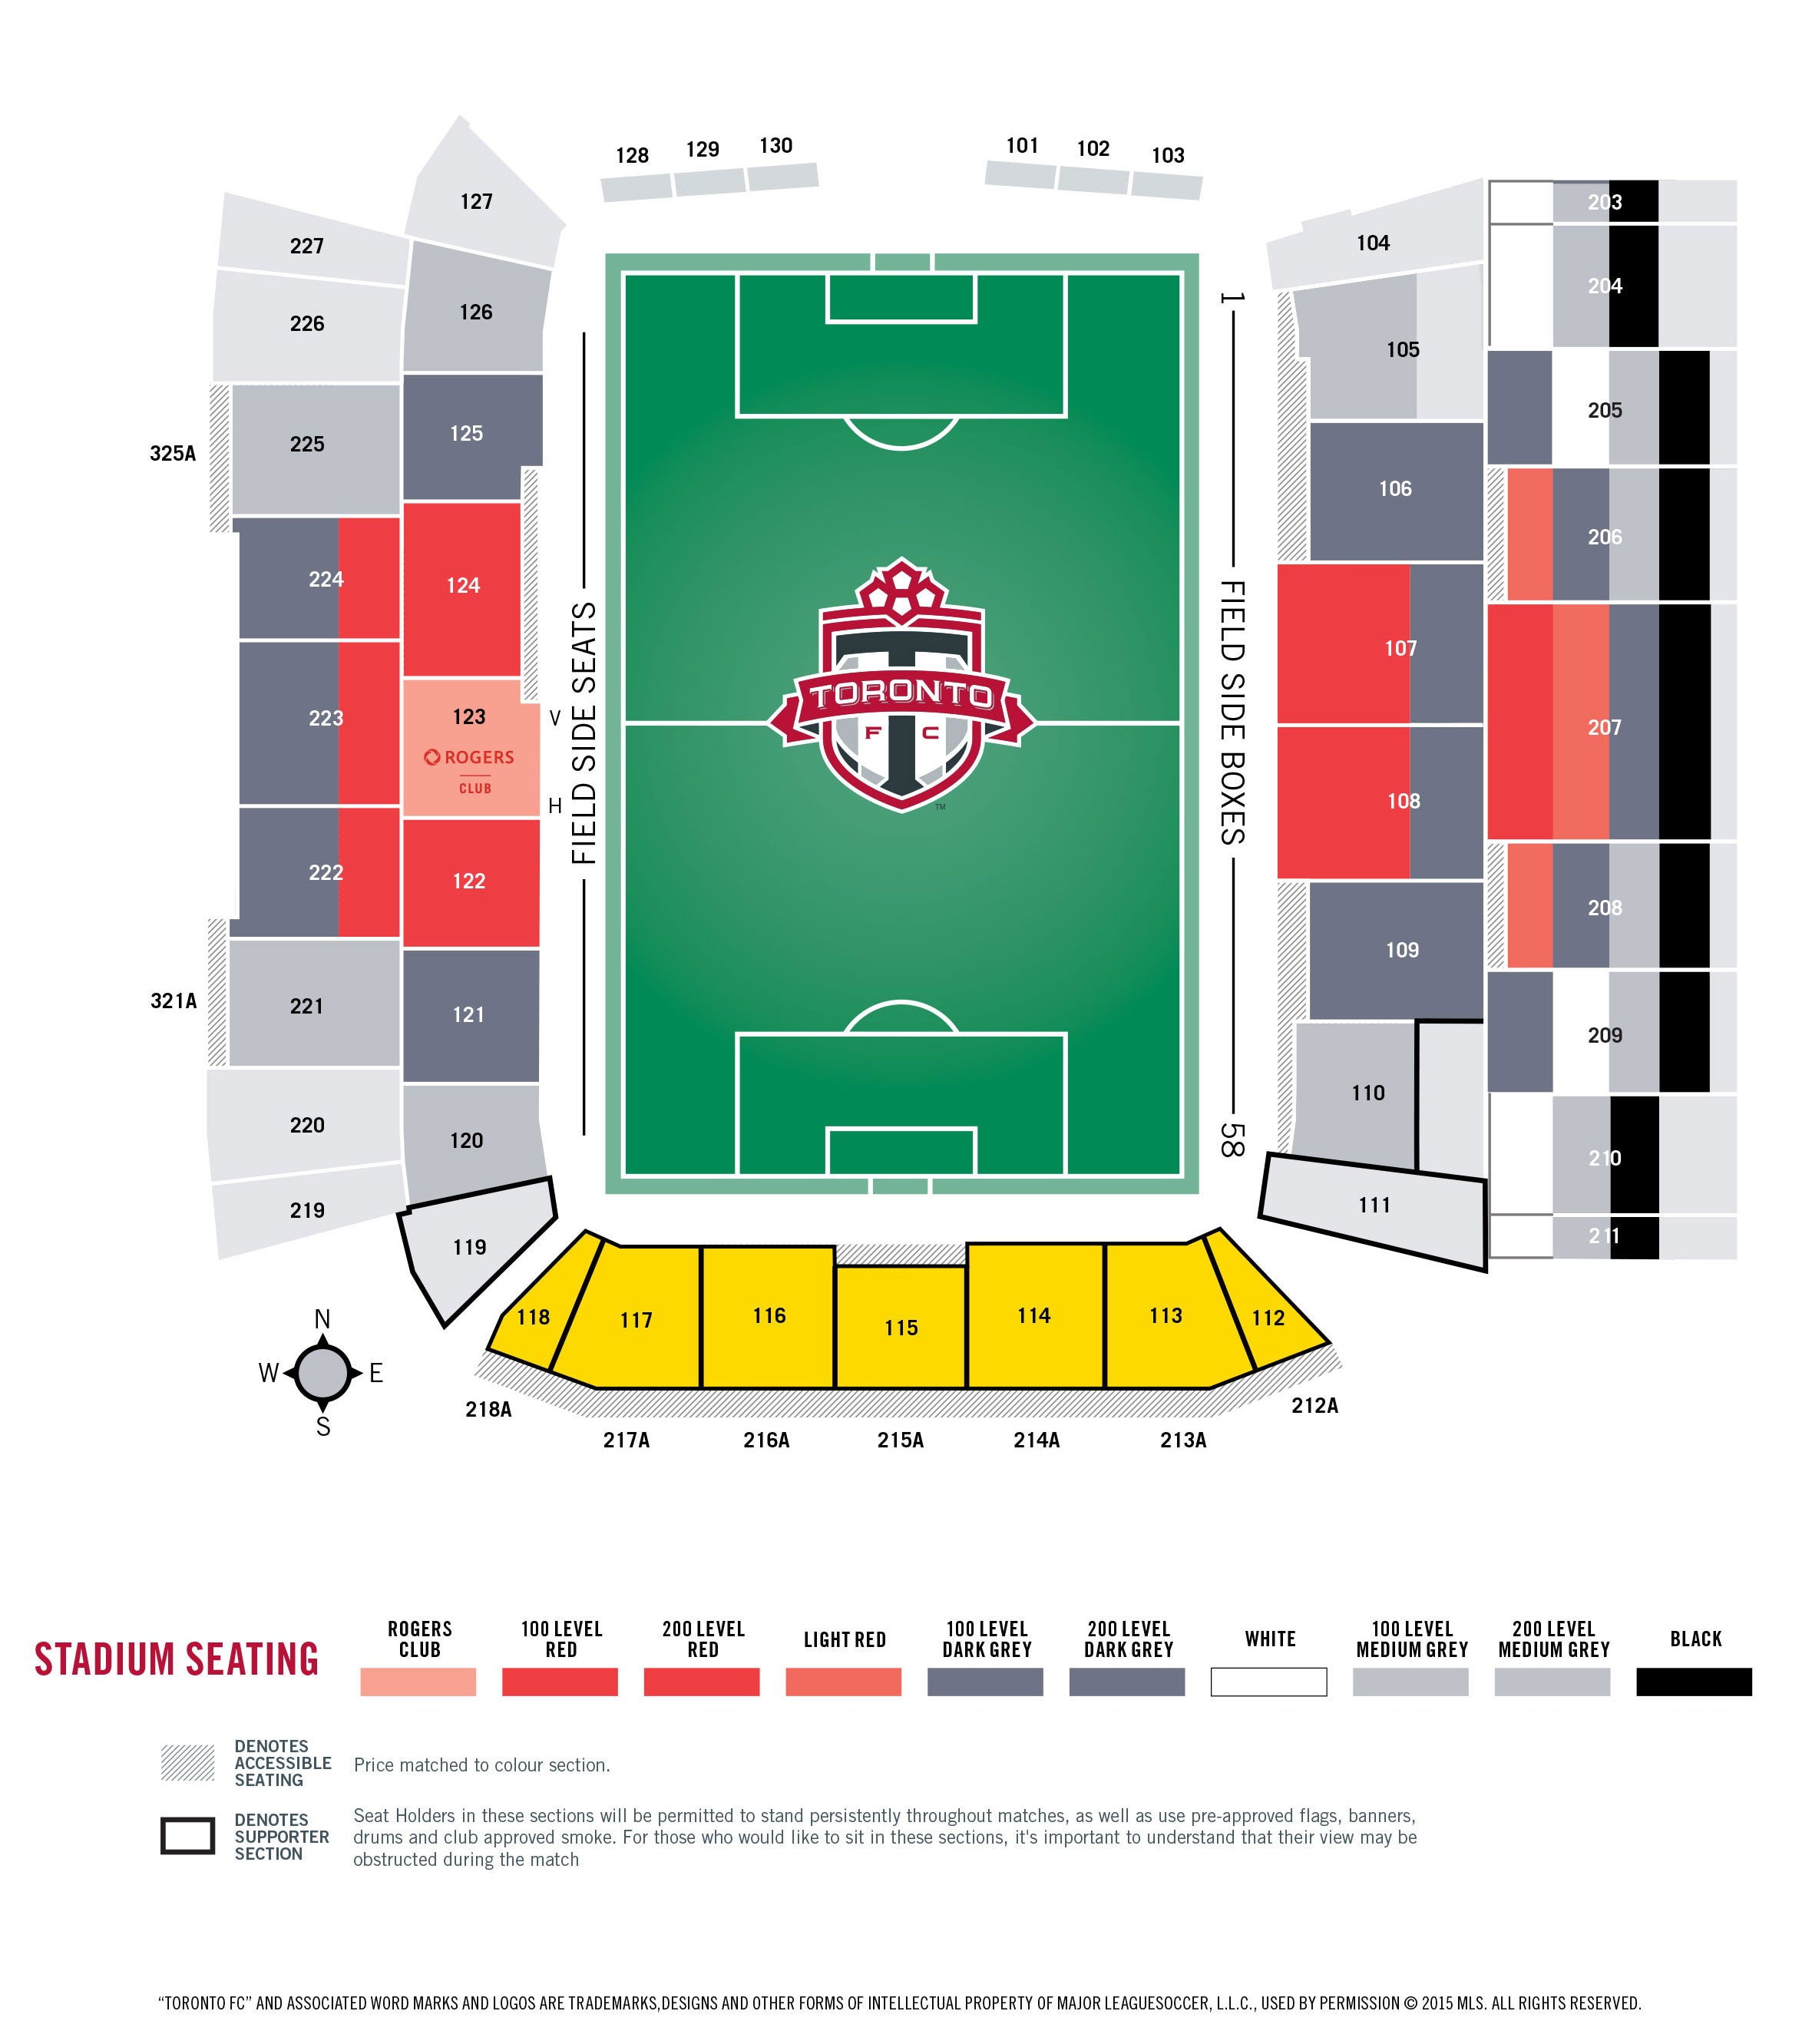 128
129
130
101
102
103
127
227
126
226
104
203
204
105
1
325A
225
125
205
106
206
224
124
107
223
123
ROGERS
CLUB
V
H
FIELD SIDE SEATS
TORONTO
F C
TM
FIELD SIDE BOXES
207
108
222
122
208
109
321A
221
121
209
110
220
120
58
210
219
119
111
211
118
117
116
115
114
113
112
N
W E
S
218A
217A
216A
215A
214A
213A
212A
STADIUM SEATING
ROGERS
CLUB
100 LEVEL
RED
200 LEVEL
RED
LIGHT RED
100 LEVEL
DARK GREY
200 LEVEL
DARK GREY
WHITE
100 LEVEL
MEDIUM GREY
200 LEVEL
MEDIUM GREY
BLACK
DENOTES
ACCESSIBLE
SEATING
Price matched to colour section.
DENOTES
SUPPORTER
SECTION
Seat Holders in these sections will be permitted to stand persistently throughout matches, as well as use pre-approved flags, banners,
drums and club approved smoke. For those who would like to sit in these sections, it's important to understand that their view may be
obstructed during the match
“TORONTO FC” AND ASSOCIATED WORD MARKS AND LOGOS ARE TRADEMARKS,DESIGNS AND OTHER FORMS OF INTELLECTUAL PROPERTY OF MAJOR LEAGUESOCCER, L.L.C., USED BY PERMISSION © 2015 MLS. ALL RIGHTS RESERVED.